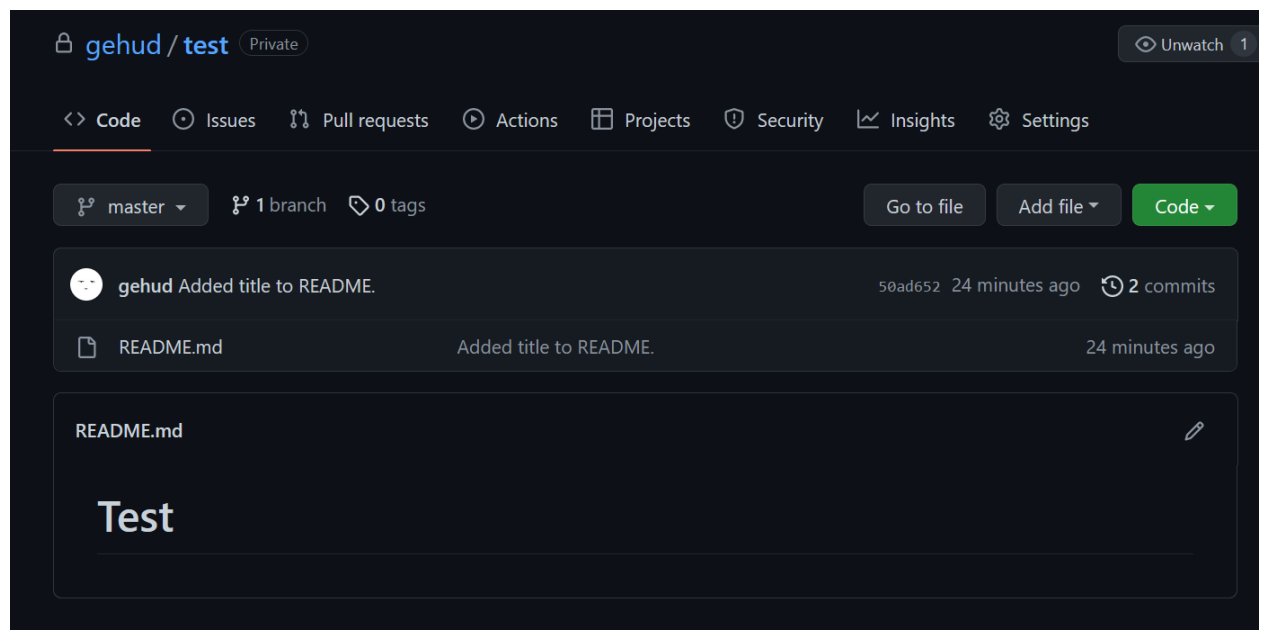 gehud / test Private Unwatch 1
Code Issues Pull requests Actions Projects Security Insights Settings
master 1 branch 0 tags Go to file Add file Code
gehud Added title to README. 50ad652 24 minutes ago 2 commits
README.md Added title to README. 24 minutes ago
README.md
Test